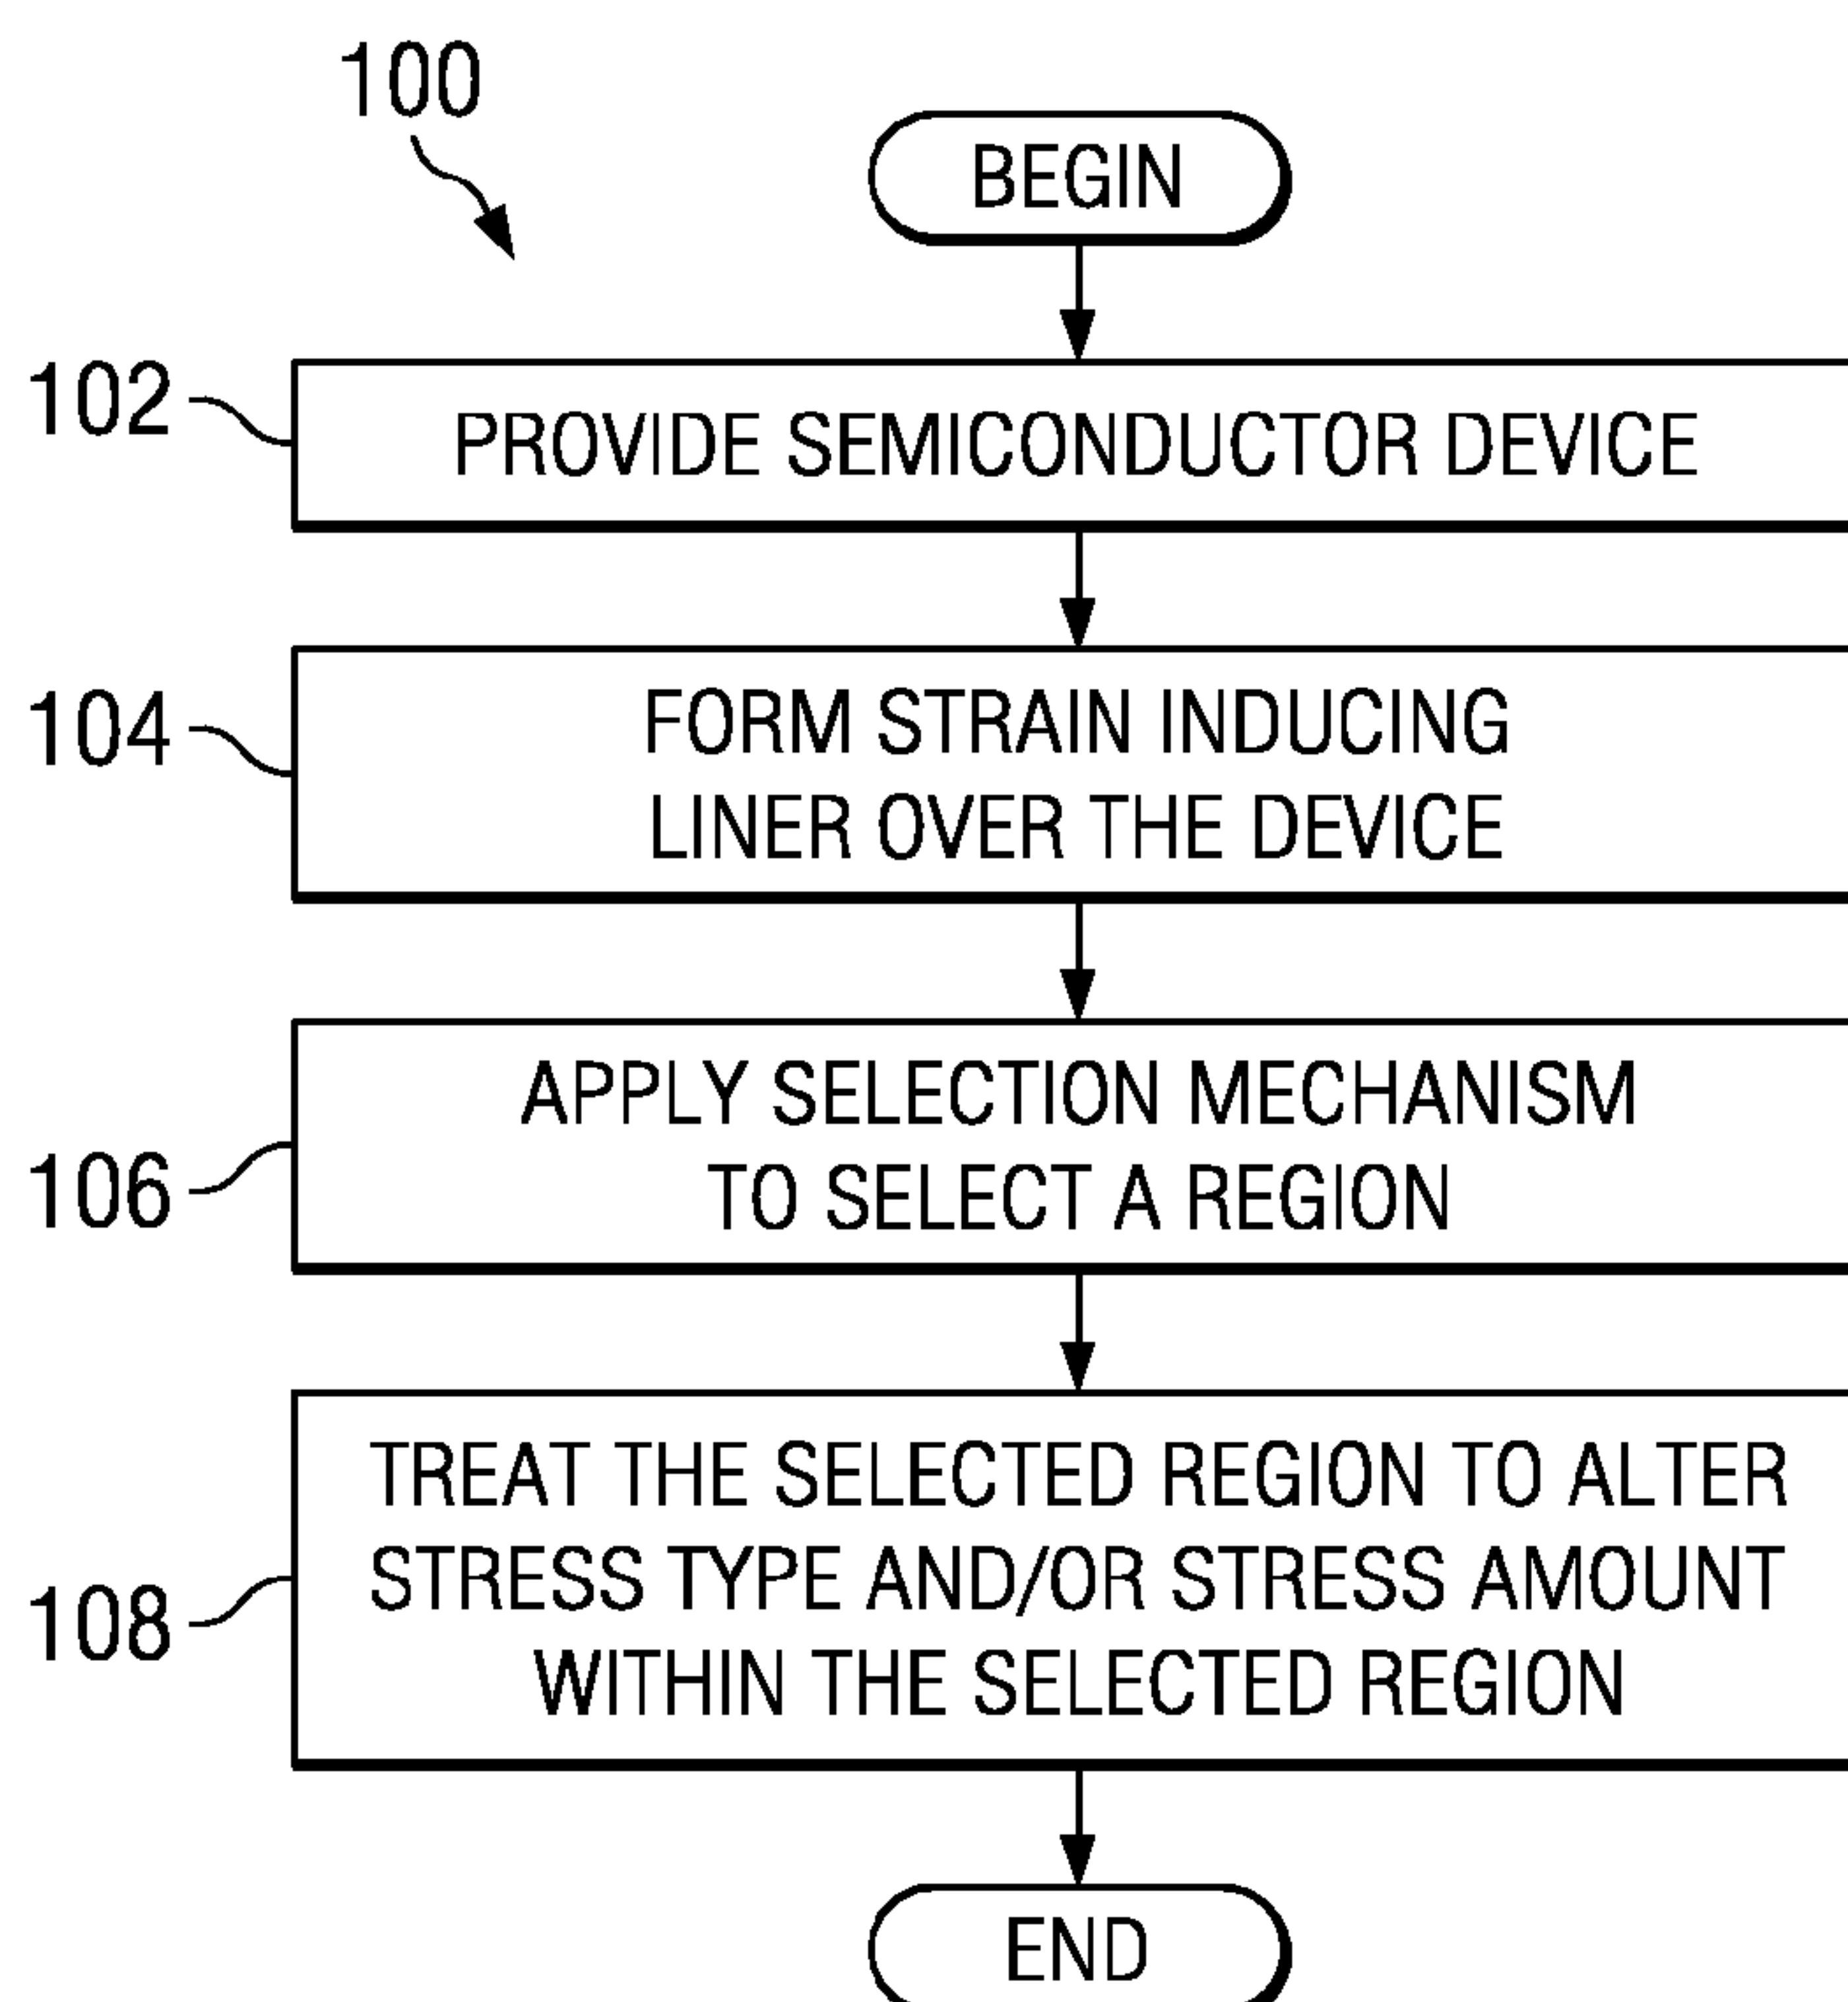 100
BEGIN
102
PROVIDE SEMICONDUCTOR DEVICE
104
FORM STRAIN INDUCING
LINER OVER THE DEVICE
106
APPLY SELECTION MECHANISM
TO SELECT A REGION
108
TREAT THE SELECTED REGION TO ALTER
STRESS TYPE AND/OR STRESS AMOUNT
WITHIN THE SELECTED REGION
END